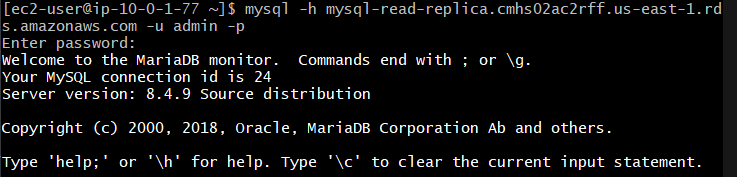 [ec2-user@ip-10-0-1-77 ~]$ mysql -h mysql-read-replica.cmhs02ac2rff.us-east-1.rd
s.amazonaws.com -u admin -p
Enter password:
Welcome to the MariaDB monitor.  Commands end with ; or \g.
Your MySQL connection id is 24
Server version: 8.4.9 Source distribution
Copyright (c) 2000, 2018, Oracle, MariaDB Corporation Ab and others.
Type 'help;' or '\h' for help. Type '\c' to clear the current input statement.